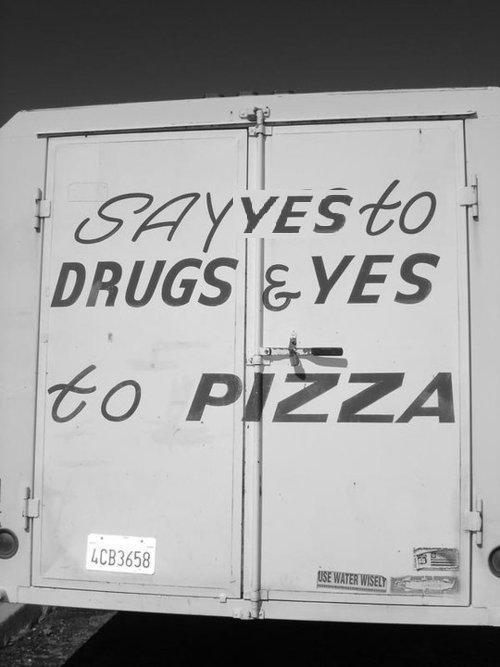 SAY YES to
DRUGS & YES
to PIZZA
4CB3658
USE WATER WISELY